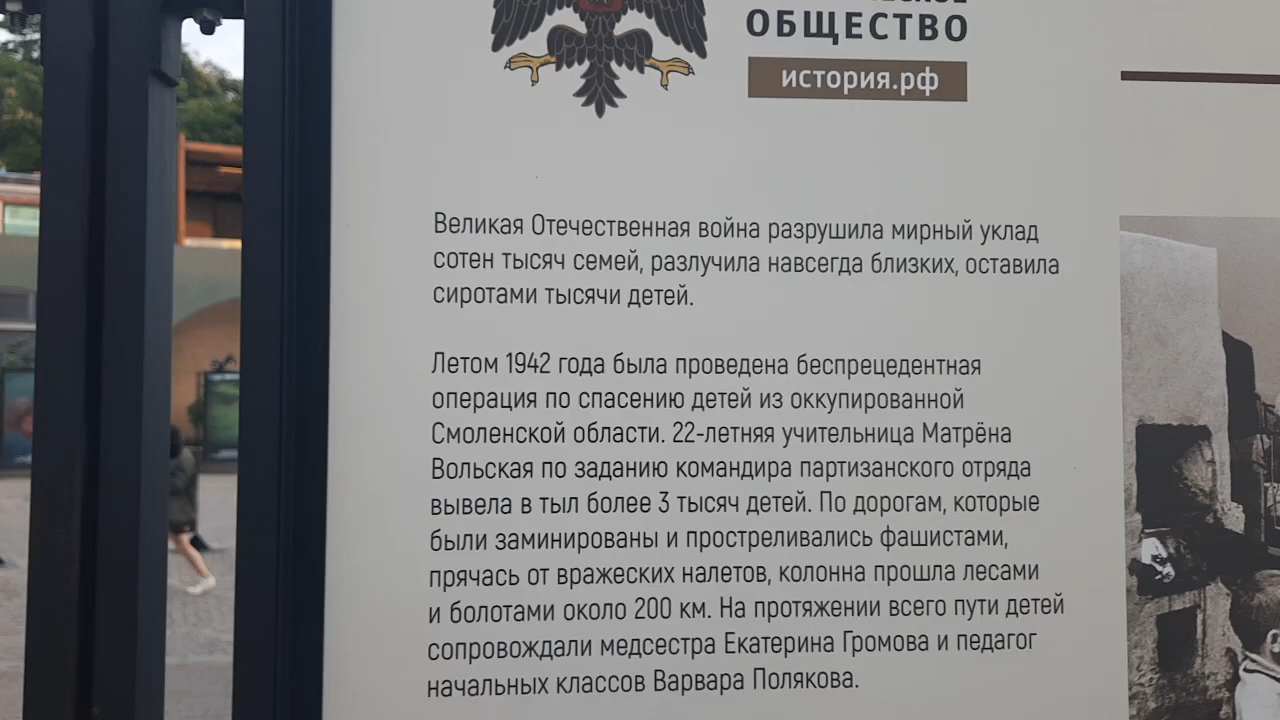 ОБЩЕСТВО
история.рф
Великая Отечественная война разрушила мирный уклад
сотен тысяч семей, разлучила навсегда близких, оставила
сиротами тысячи детей.
Летом 1942 года была проведена беспрецедентная
операция по спасению детей из оккупированной
Смоленской области. 22-летняя учительница Матрёна
Вольская по заданию командира партизанского отряда
вывела в тыл более 3 тысяч детей. По дорогам, которые
были заминированы и простреливались фашистами,
прячась от вражеских налетов, колонна прошла лесами
и болотами около 200 км. На протяжении всего пути детей
сопровождали медсестра Екатерина Громова и педагог
начальных классов Варвара Полякова.